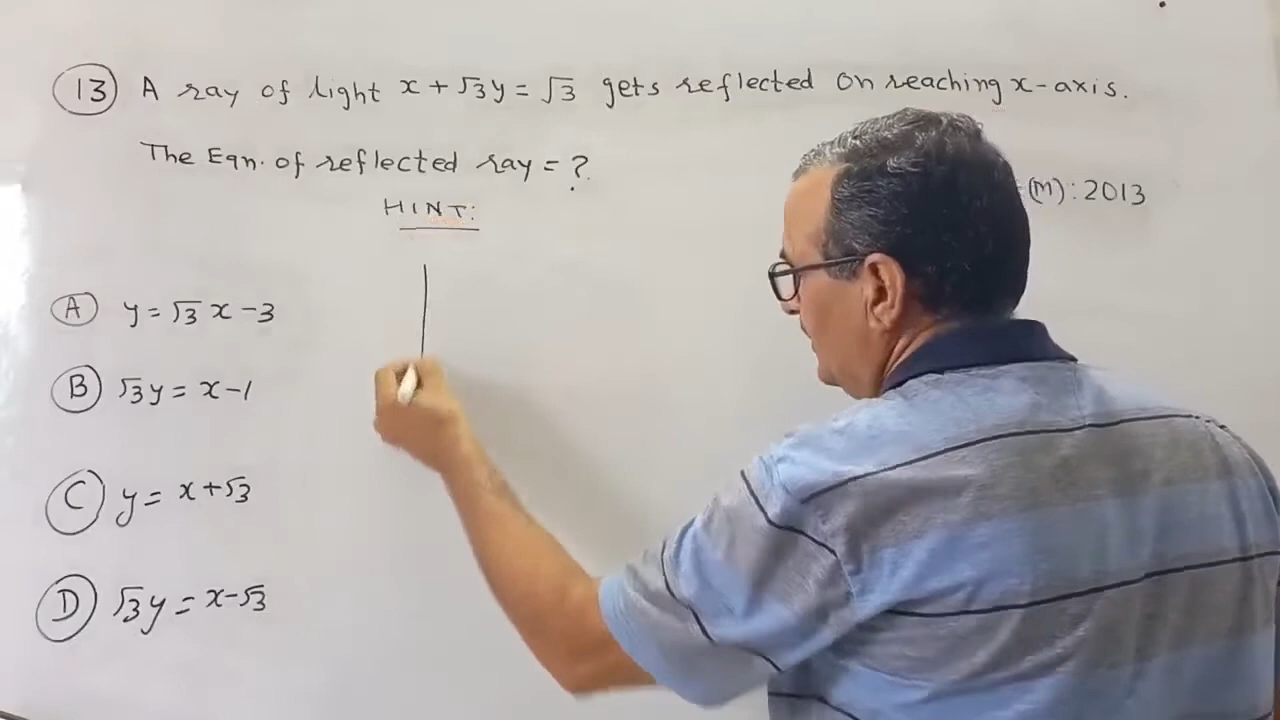 13 A ray of light x + √3y = √3 gets reflected on reaching x-axis.
The Eqn. of reflected ray = ?
(M) : 2013
HINT:
A y = √3 x - 3
B √3y = x - 1
C y = x + √3
D √3y = x - √3